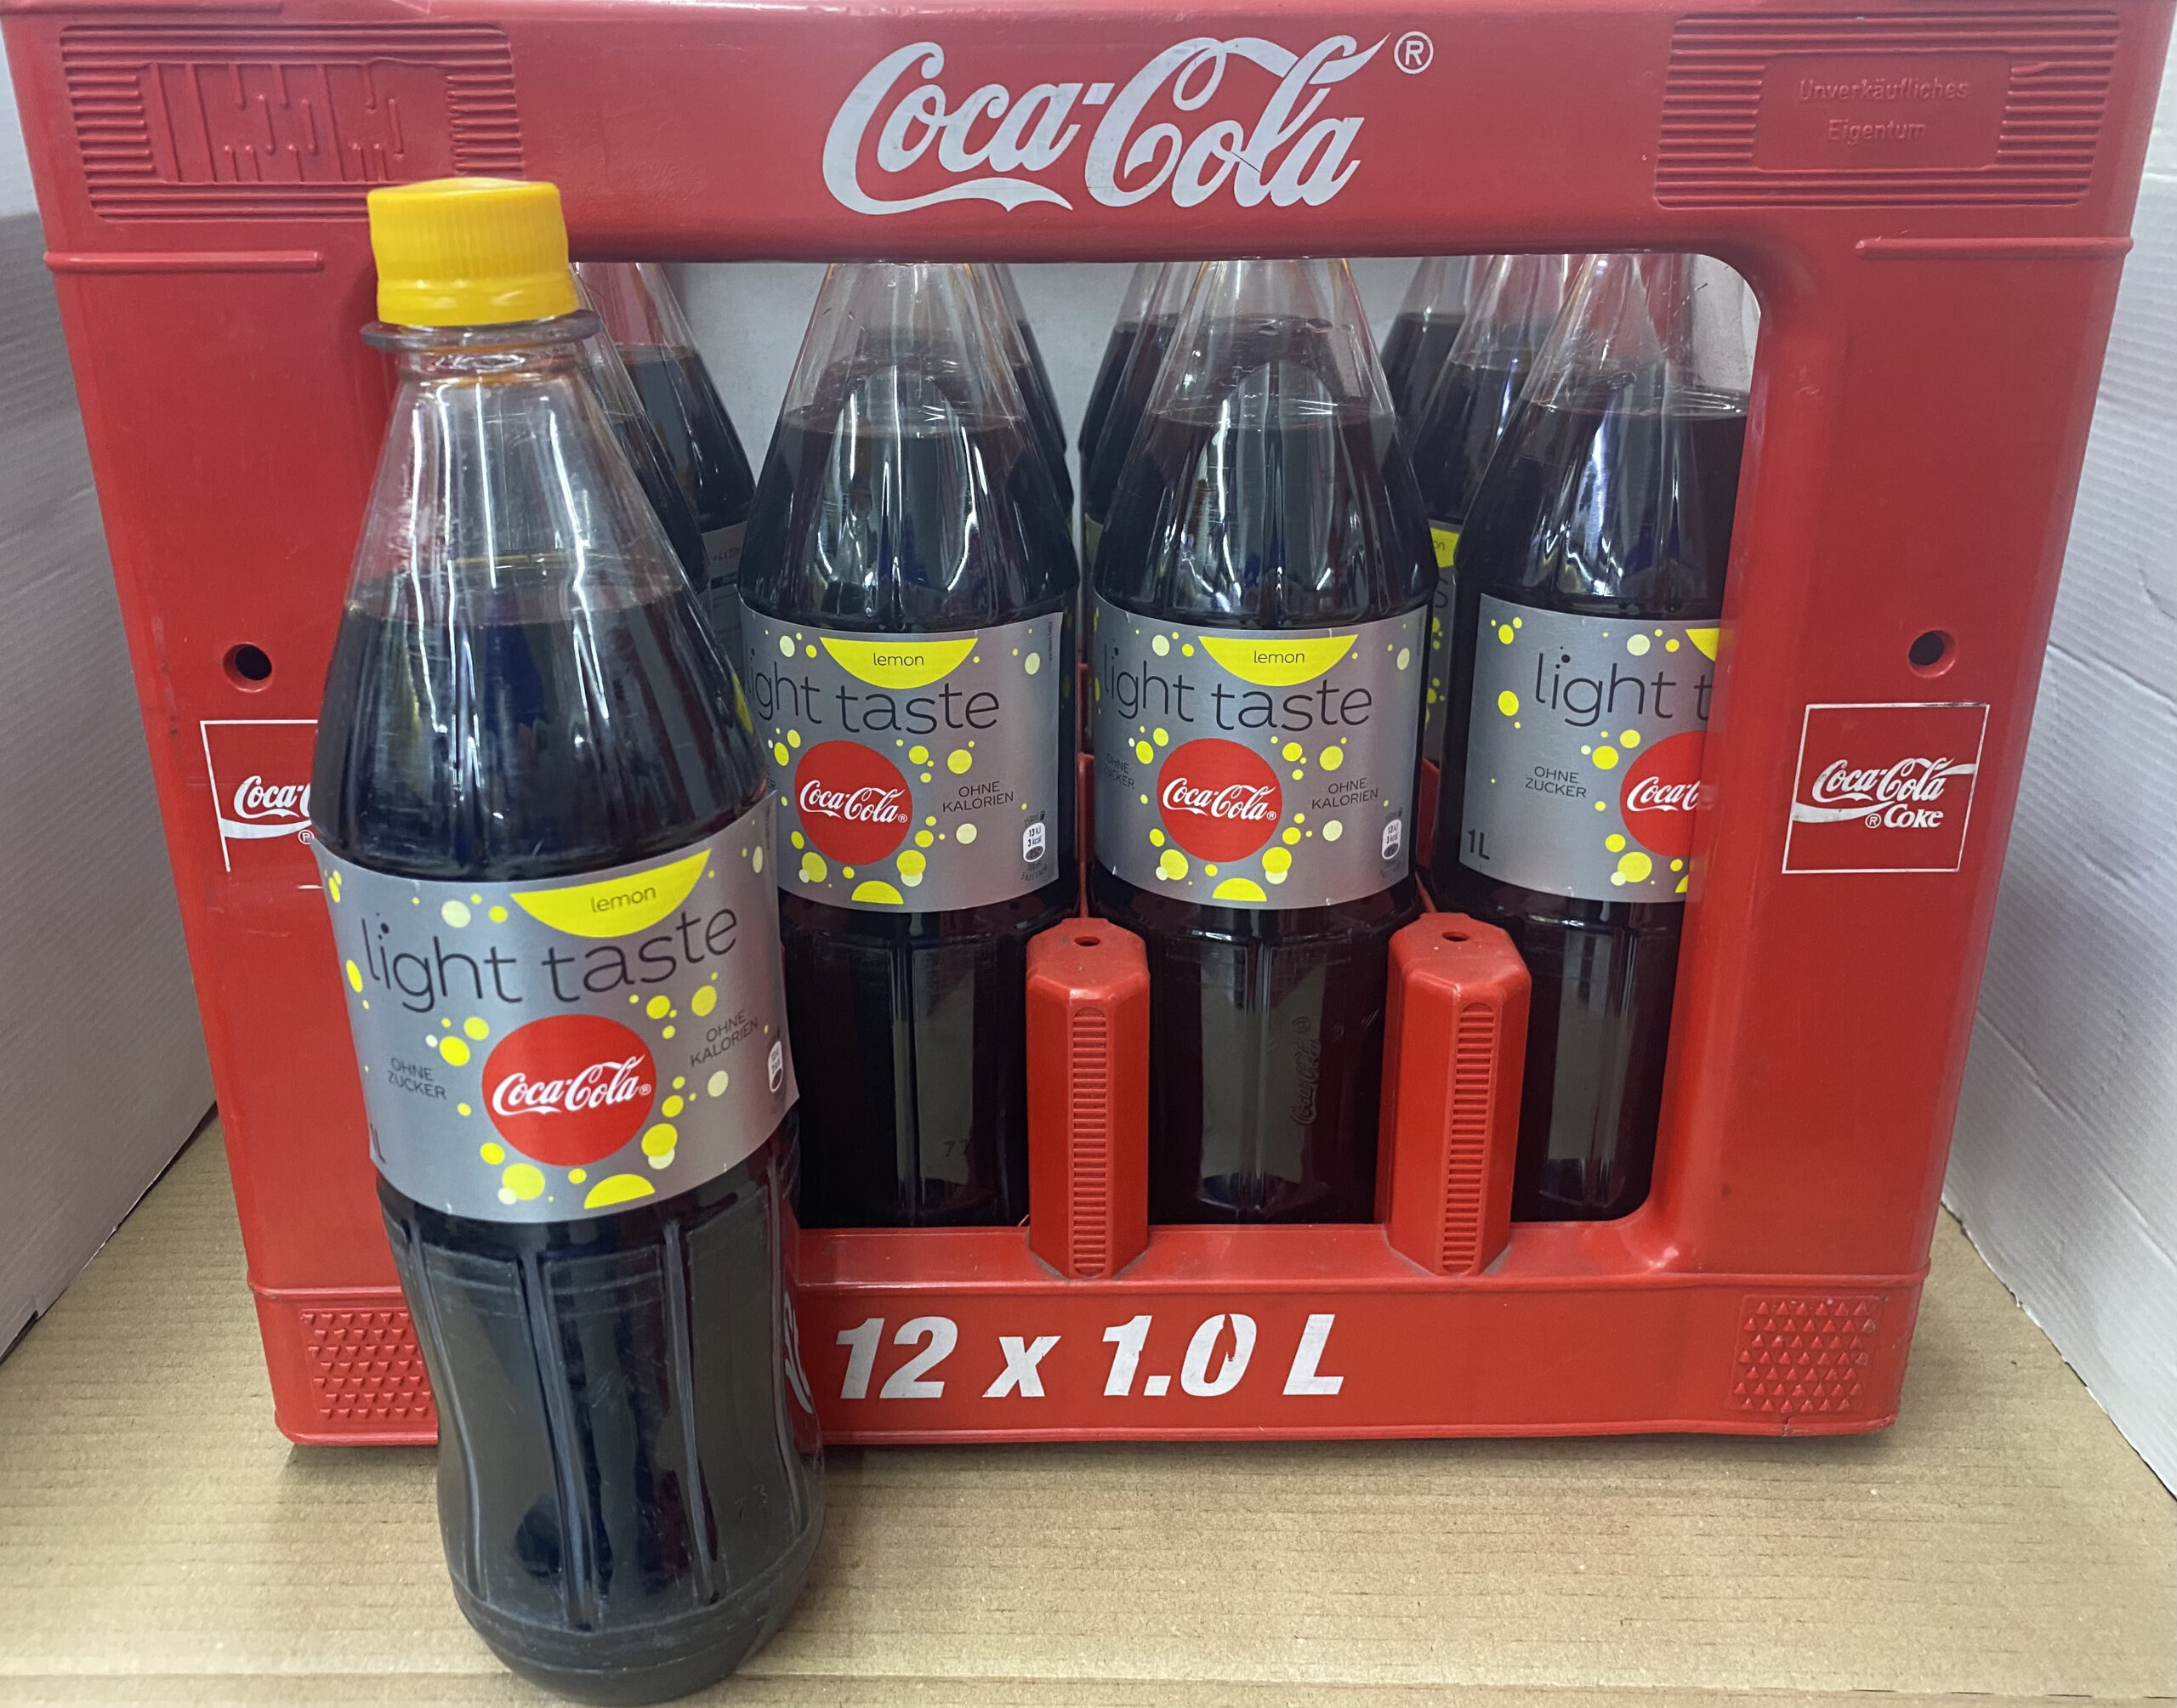 Coca-Cola®
Unverkäufliches
Eigentum
Coca-Cola
® Coke
lemon
light taste
OHNE
ZUCKER
OHNE
KALORIEN
Coca-Cola®
1L
lemon
light taste
Coca-Cola®
OHNE
KALORIEN
77
lemon
light taste
OHNE
ZUCKER
Coca-Cola®
OHNE
KALORIEN
Coca-Cola®
light t
OHNE
ZUCKER
Coca-C
1L
12 x 1.0 L